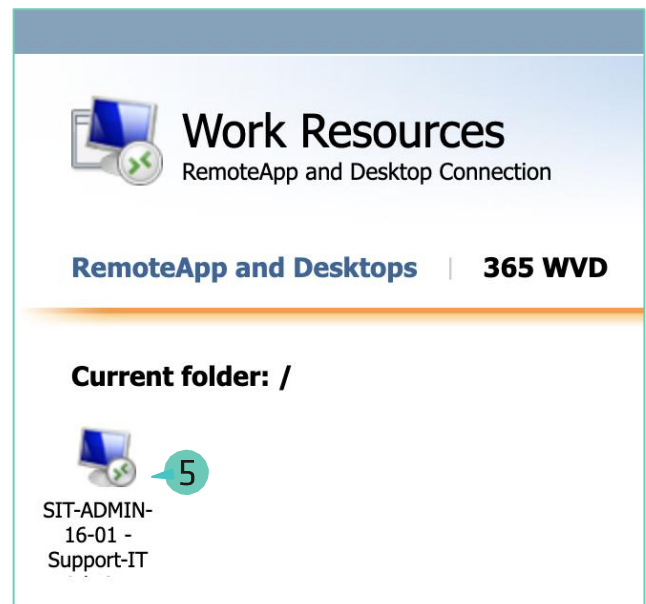 Work Resources
RemoteApp and Desktop Connection
RemoteApp and Desktops | 365 WVD
Current folder: /
5
SIT-ADMIN-
16-01 -
Support-IT